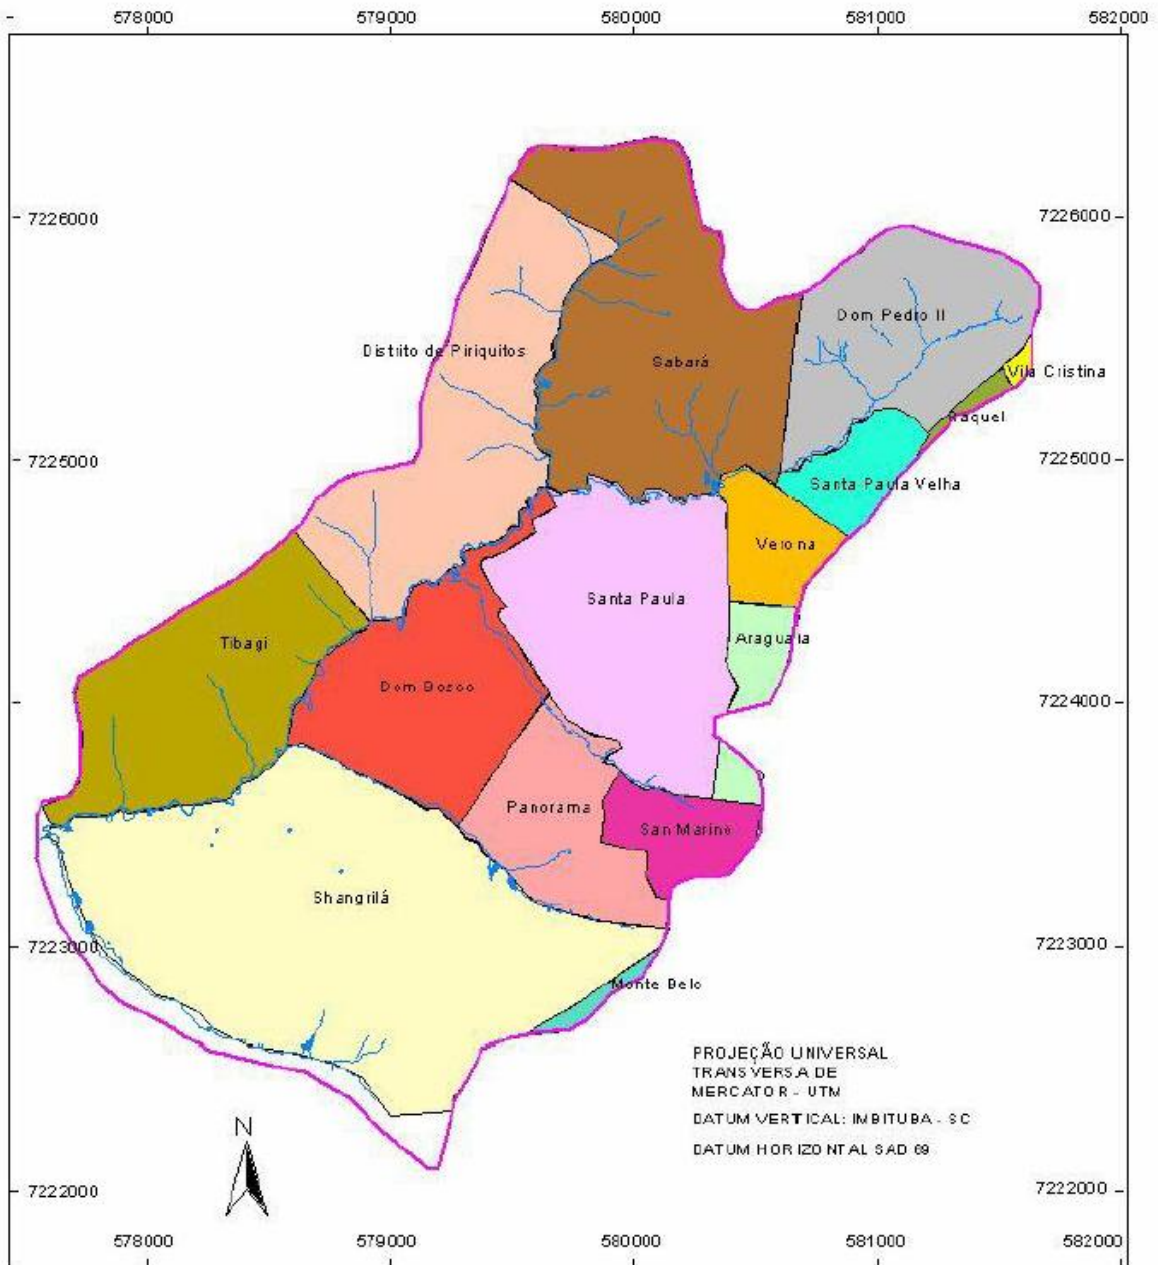 578000 579000 580000 581000 582000
7226000 7226000
Dom Pedro II
Distrito de Piriquitos
Sabará
Vila Cristina
Raquel
7225000 7225000
Santa Paula Velha
Verona
Santa Paula
Araguaia
Tibagi
Dom Bosco
7224000
Panorama
San Marino
Shangrilá
7223000 7223000
Monte Belo
PROJEÇÃO UNIVERSAL
TRANSVERSA DE
MERCATOR - UTM
DATUM VERTICAL: IMBITUBA - SC
DATUM HORIZONTAL SAD 69
N
7222000 7222000
578000 579000 580000 581000 582000